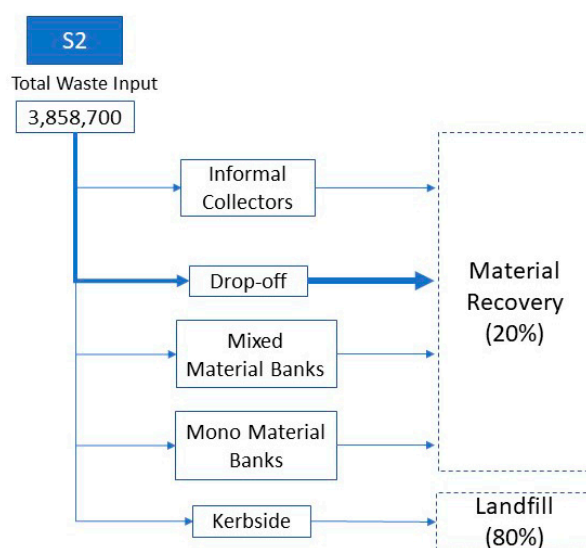 S2
Total Waste Input
3,858,700
Informal
Collectors
Drop-off
Mixed
Material Banks
Mono Material
Banks
Kerbside
Material
Recovery
(20%)
Landfill
(80%)